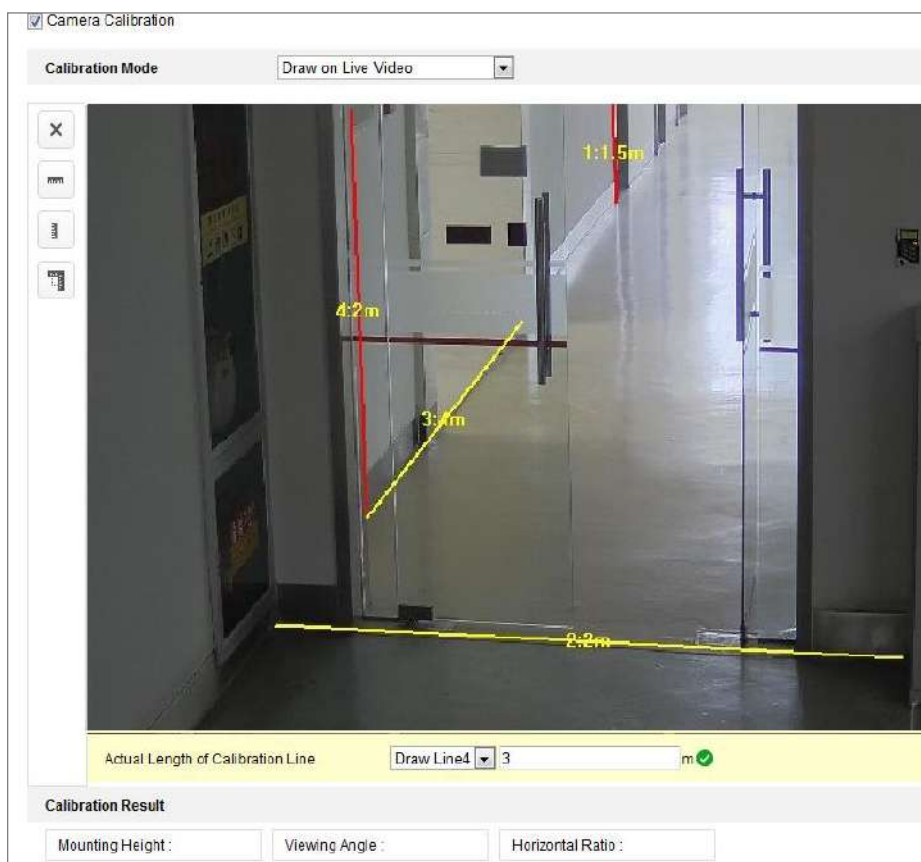 Camera Calibration
Calibration Mode
Draw on Live Video
1:1.5m
4:2m
3:4m
2:2m
Actual Length of Calibration Line
Draw Line4
3
m
Calibration Result
Mounting Height :
Viewing Angle :
Horizontal Ratio :